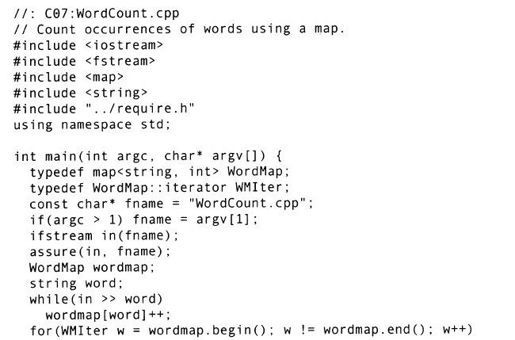 //: C07:WordCount.cpp
// Count occurrences of words using a map.
#include <iostream>
#include <fstream>
#include <map>
#include <string>
#include "../require.h"
using namespace std;

int main(int argc, char* argv[]) {
  typedef map<string, int> WordMap;
  typedef WordMap::iterator WMIter;
  const char* fname = "WordCount.cpp";
  if(argc > 1) fname = argv[1];
  ifstream in(fname);
  assure(in, fname);
  WordMap wordmap;
  string word;
  while(in >> word)
    wordmap[word]++;
  for(WMIter w = wordmap.begin(); w != wordmap.end(); w++)